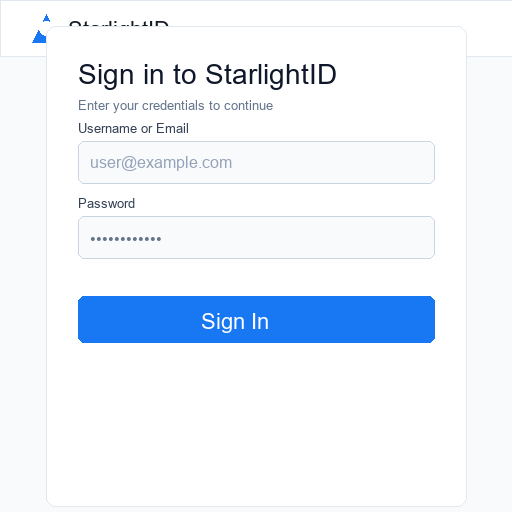 StarlightID
Sign in to StarlightID
Enter your credentials to continue
Username or Email
user@example.com
Password
••••••••••••
Sign In